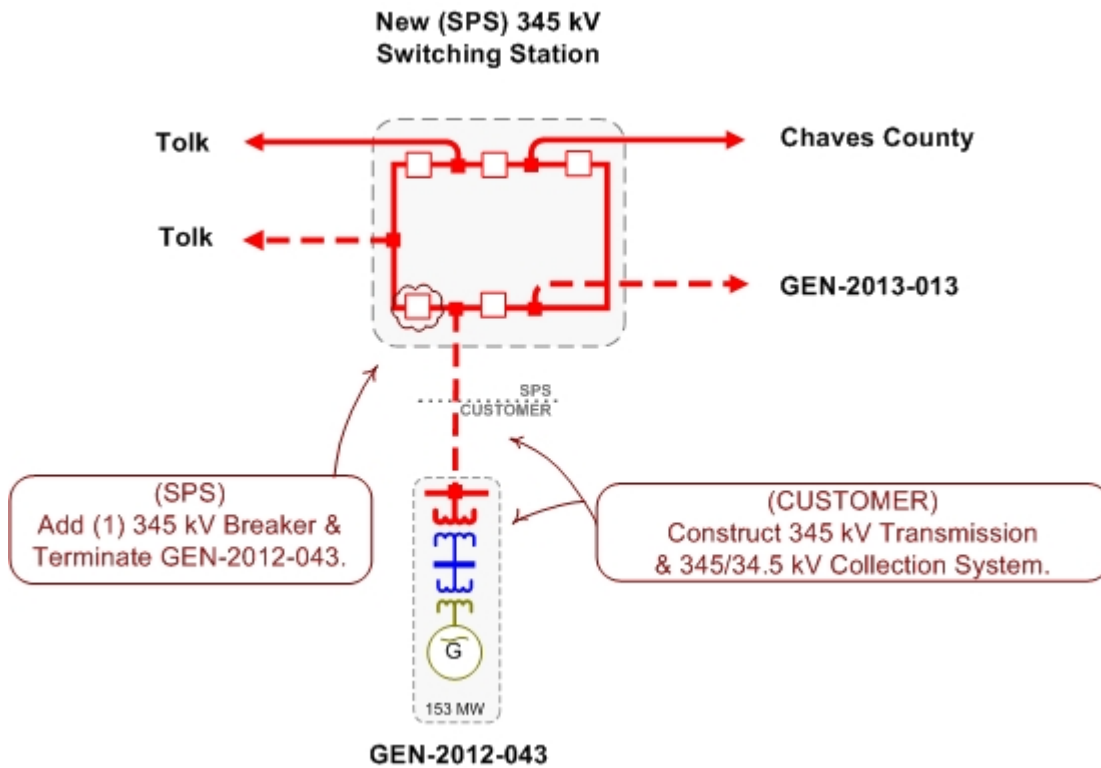 New (SPS) 345 kV
Switching Station
Tolk
Chaves County
Tolk
GEN-2013-013
SPS
CUSTOMER
(SPS)
Add (1) 345 kV Breaker &
Terminate GEN-2012-043.
(CUSTOMER)
Construct 345 kV Transmission
& 345/34.5 kV Collection System.
G
153 MW
GEN-2012-043